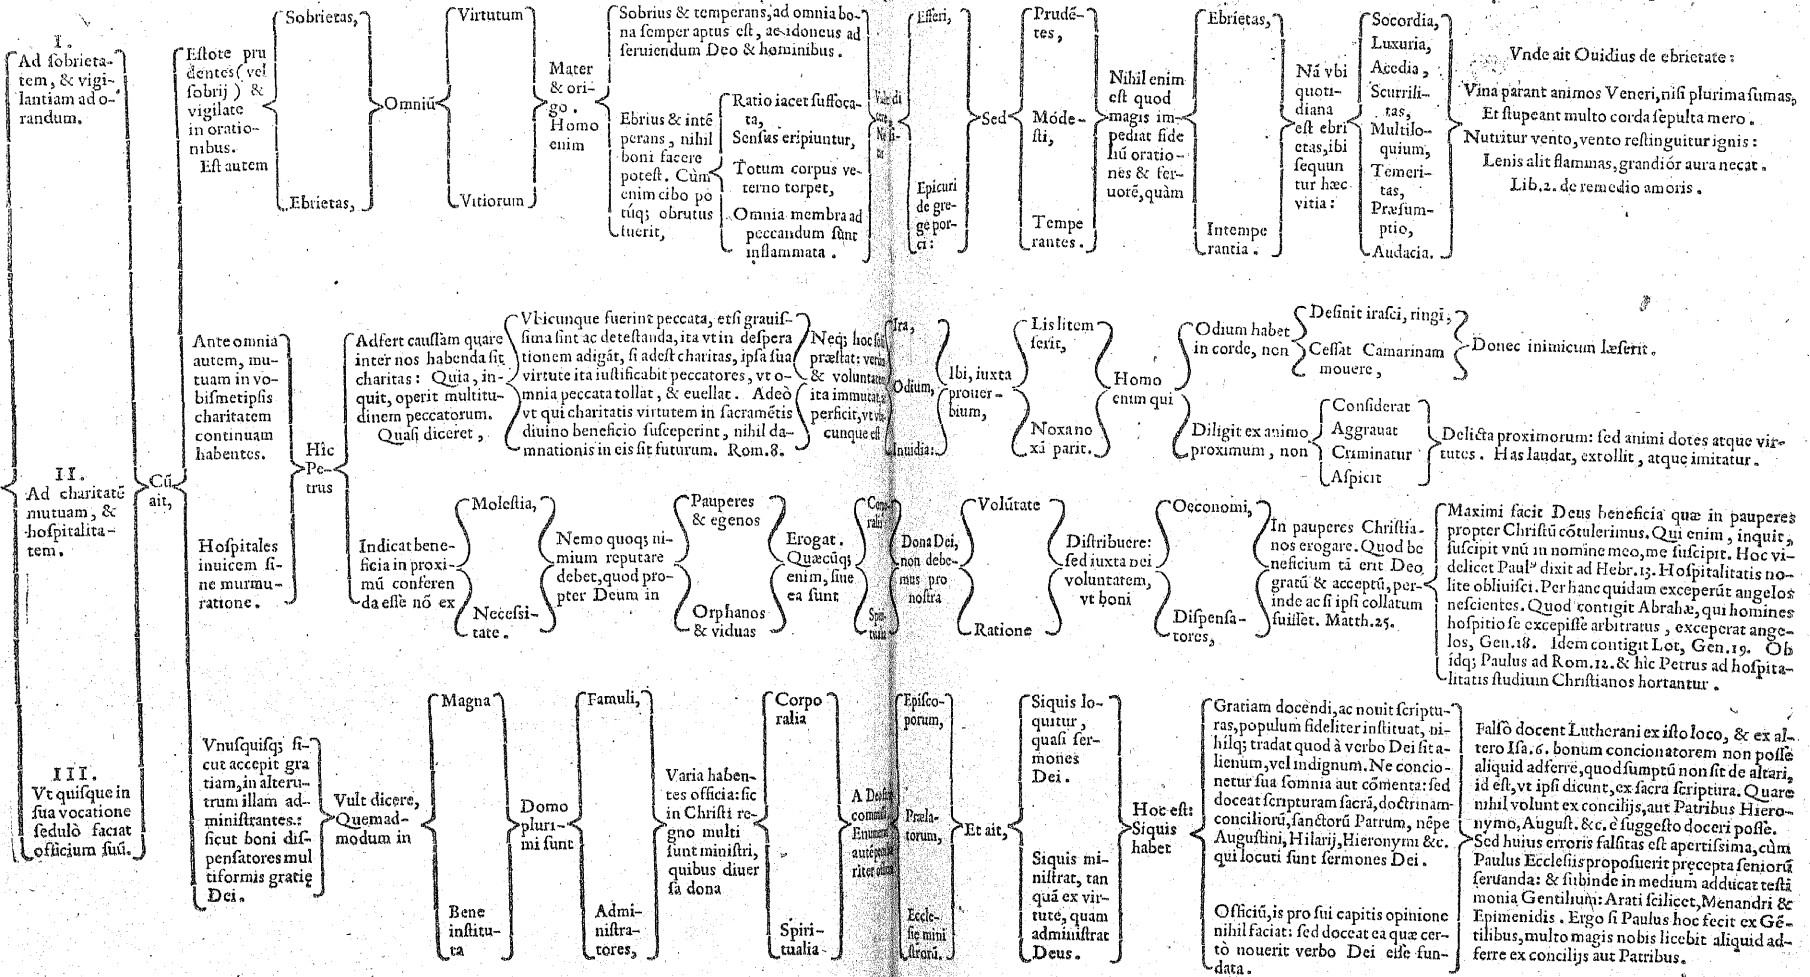 I.
Ad ſobrieta-
tem, & vigi-
lantiam ad o-
randum.
II.
Ad charitatē
mutuam, &
hoſpitalita-
tem.
III.
Vt quiſque in
ſua vocatione
ſedulò faciat
officium ſuū.
Cū
ait,
Eſtote pru
dentes (vel
ſobrij) &
vigilate
in oratio-
nibus.
Eſt autem
Sobrietas,
Ebrietas,
Omniū
Virtutum
Vitiorum
Mater
& ori-
go.
Homo
enim
Sobrius & temperans, ad omnia bo-
na ſemper aptus eſt, ac idoneus ad
ſeruiendum Deo & hominibus.
Ebrius & intē
perans, nihil
boni facere
poteſt. Cùm
enim cibo po
túq; obrutus
fuerit,
Ratio iacet ſuffoca-
ta,
Senſus eripiuntur,
Totum corpus ve-
terno torpet,
Omnia membra ad
peccandum ſunt
inflammata.
Efferi,
Epicuri
de gre-
ge por-
ci:
Sed
Prudē-
tes,
Mode-
ſti,
Tempe
rantes.
Nihil enim
eſt quod
magis im-
pediat fide
liū oratio-
nes & fer-
uorē, quàm
Ebrietas,
Intempe
rantia.
Nā vbi
quoti-
diana
eſt ebri
etas, ibi
ſequun
tur hæc
vitia:
Socordia,
Luxuria,
Acedia,
Scurrili-
tas,
Multilo-
quium,
Temeri-
tas,
Præſum-
ptio,
Audacia.
Vnde ait Ouidius de ebrietate:
Vina parant animos Veneri, niſi plurima ſumas,
Et ſtupeant multo corda ſepulta mero.
Nutritur vento, vento reſtinguitur ignis:
Lenis alit flammas, grandiór aura necat.
Lib. 2. de remedio amoris.
Ante omnia
autem, mu-
tuam in vo-
biſmetipſis
charitatem
continuam
habentes.
Hoſpitales
inuicem ſi-
ne murmu-
ratione.
Hîc
Pe-
trus
Adfert cauſſam quare
inter nos habenda ſit
charitas: Quia, in-
quit, operit multitu-
dinem peccatorum.
Quaſi diceret,
Vbicunque fuerint peccata, etſi grauiſ-
ſima ſint ac deteſtanda, ita vt in deſpera
tionem adigāt, ſi adeſt charitas, ipſa ſua
virtute ita iuſtificabit peccatores, vt o-
mnia peccata tollat, & euellat. Adeò
vt qui charitatis virtutem in ſacramētis
diuino beneficio ſuſceperint, nihil da-
mnationis in eis ſit futurum. Rom. 8.
Neq; hoc
præſtat:
& voluntatē
ita immutat,
perficit, vt
cunque eſt
Ira,
Odium,
Inuidia:
Ibi, iuxta
prouer-
bium,
Lis litem
ſerit,
Noxa no
xā parit.
Homo
enim qui
Odium habet
in corde, non
Deſinit iraſci, ringi,
Ceſſat Camarinam
mouere,
Donec inimicum læſerit.
Diligit ex animo
proximum, non
Conſiderat
Aggrauat
Criminatur
Aſpicit
Delicta proximorum: ſed animi dotes atque vir-
tutes. Has laudat, extollit, atque imitatur.
Indicat bene-
ficia in proxi-
mū conferen
da eſſe nō ex
Moleſtia,
Neceſſi-
tate.
Nemo quoq; ni-
mium reputare
debet, quod pro-
pter Deum in
Pauperes
& egenos
Orphanos
& viduas
Erogat.
Quæcūq;
enim, ſiue
ea ſunt
Dona Dei,
non debe-
mus pro
noſtra
Volūtate
Ratione
Diſtribuere:
ſed iuxta Dei
voluntatem,
vt boni
Oeconomi,
Diſpenſa-
tores,
In pauperes Chriſtia-
nos erogare. Quod be
neficium tā erit Deo
gratū & acceptū, per-
inde ac ſi ipſi collatum
fuiſſet. Matth. 25.
Maximi facit Deus beneficia quæ in pauperes
propter Chriſtū cōtulerimus. Qui enim, inquit,
ſuſcipit vnū in nomine meo, me ſuſcipit. Hoc vi-
delicet Paulꝰ dixit ad Hebr. 13. Hoſpitalitatis no-
lite obliuiſci. Per hanc quidam exceperūt angelos
neſcientes. Quod contigit Abrahæ, qui homines
hoſpitio ſe excepiſſe arbitratus, exceperat ange-
los, Gen. 18. Idem contigit Lot, Gen. 19. Ob
idq; Paulus ad Rom. 12. & hîc Petrus ad hoſpita-
litatis ſtudium Chriſtianos hortantur.
Vnuſquiſq; ſi-
cut accepit gra
tiam, in alteru-
trum illam ad-
miniſtrantes:
ſicut boni diſ-
penſatores mul
tiformis gratię
Dei.
Vult dicere,
Quemad-
modum in
Magna
Bene
inſtitu-
ta
Domo
pluri-
mi ſunt
Famuli,
Admi-
niſtra-
tores,
Varia haben-
tes officia: ſic
in Chriſti re-
gno multi
ſunt miniſtri,
quibus diuer
ſa dona
Corpo
ralia
Spiri-
tualia
A Deo
Epiſco-
porum,
Prælа-
torum,
Eccle-
ſię mini
ſtrorū.
Et ait,
Siquis lo-
quitur,
quaſi ſer-
mones
Dei.
Siquis mi-
niſtrat, tan
quā ex vir-
tute, quam
adminiſtrat
Deus.
Hoc eſt:
Siquis
habet
Gratiam docendi, ac nouit ſcriptu-
ras, populum fideliter inſtituat, ni-
hilq; tradat quod à verbo Dei ſit a-
lienum, vel indignum. Ne concio-
netur ſua ſomnia aut cōmenta: ſed
doceat ſcripturam ſacrā, doctrinam
conciliorū, ſanctorū Patrum, nēpe
Auguſtini, Hilarij, Hieronymi &c.
qui locuti ſunt ſermones Dei.
Officiū, is pro ſui capitis opinione
nihil faciat: ſed doceat ea quæ cer-
tò nouerit verbo Dei eſſe fun-
data.
Falſò docent Lutherani ex iſto loco, & ex al-
tero Iſa. 6. bonum concionatorem non poſſe
aliquid adferre, quod ſumptū non ſit de altari,
id eſt, vt ipſi dicunt, ex ſacra ſcriptura. Quare
nihil volunt ex concilijs, aut Patribus Hiero-
nymo, Auguſt. &c. è ſuggeſto doceri poſſe.
Sed huius erroris falſitas eſt apertiſſima, cùm
Paulus Eccleſiis propoſuerit pręcepta ſeniorū
ſeruanda: & ſubinde in medium adducat teſti
monia Gentilium: Arati ſcilicet, Menandri &
Epimenidis. Ergo ſi Paulus hoc fecit ex Gē-
tilibus, multo magis nobis licebit aliquid ad-
ferre ex concilijs aut Patribus.